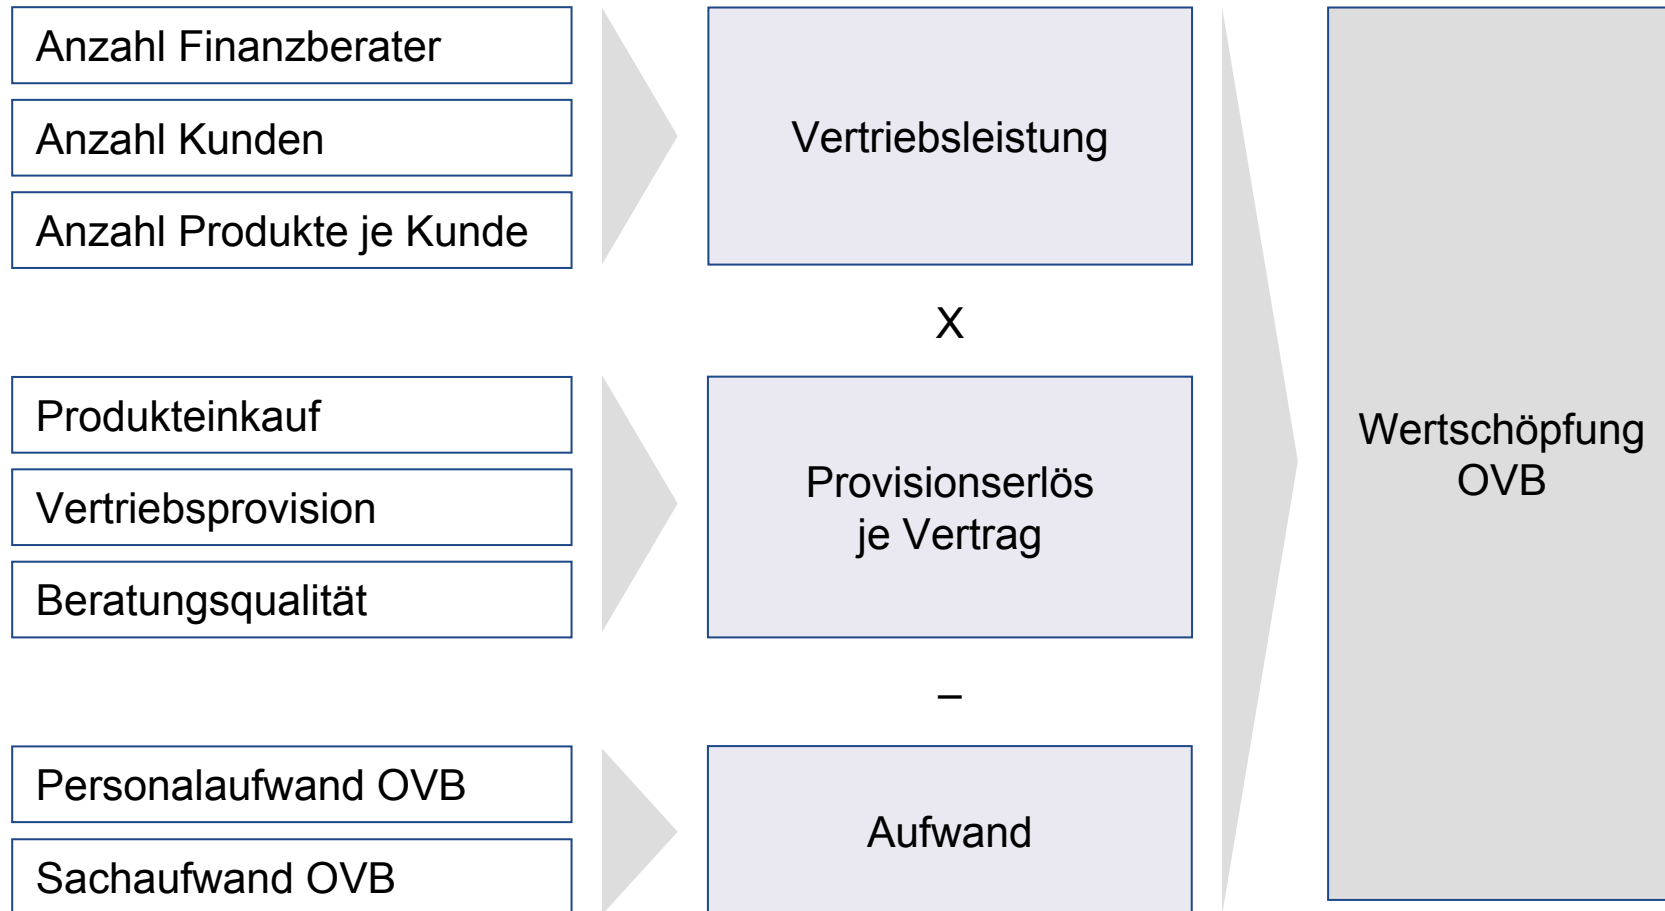 Anzahl Finanzberater
Anzahl Kunden
Anzahl Produkte je Kunde
Vertriebsleistung
X
Produkteinkauf
Vertriebsprovision
Beratungsqualität
Provisionserlös
je Vertrag
–
Personalaufwand OVB
Sachaufwand OVB
Aufwand
Wertschöpfung
OVB